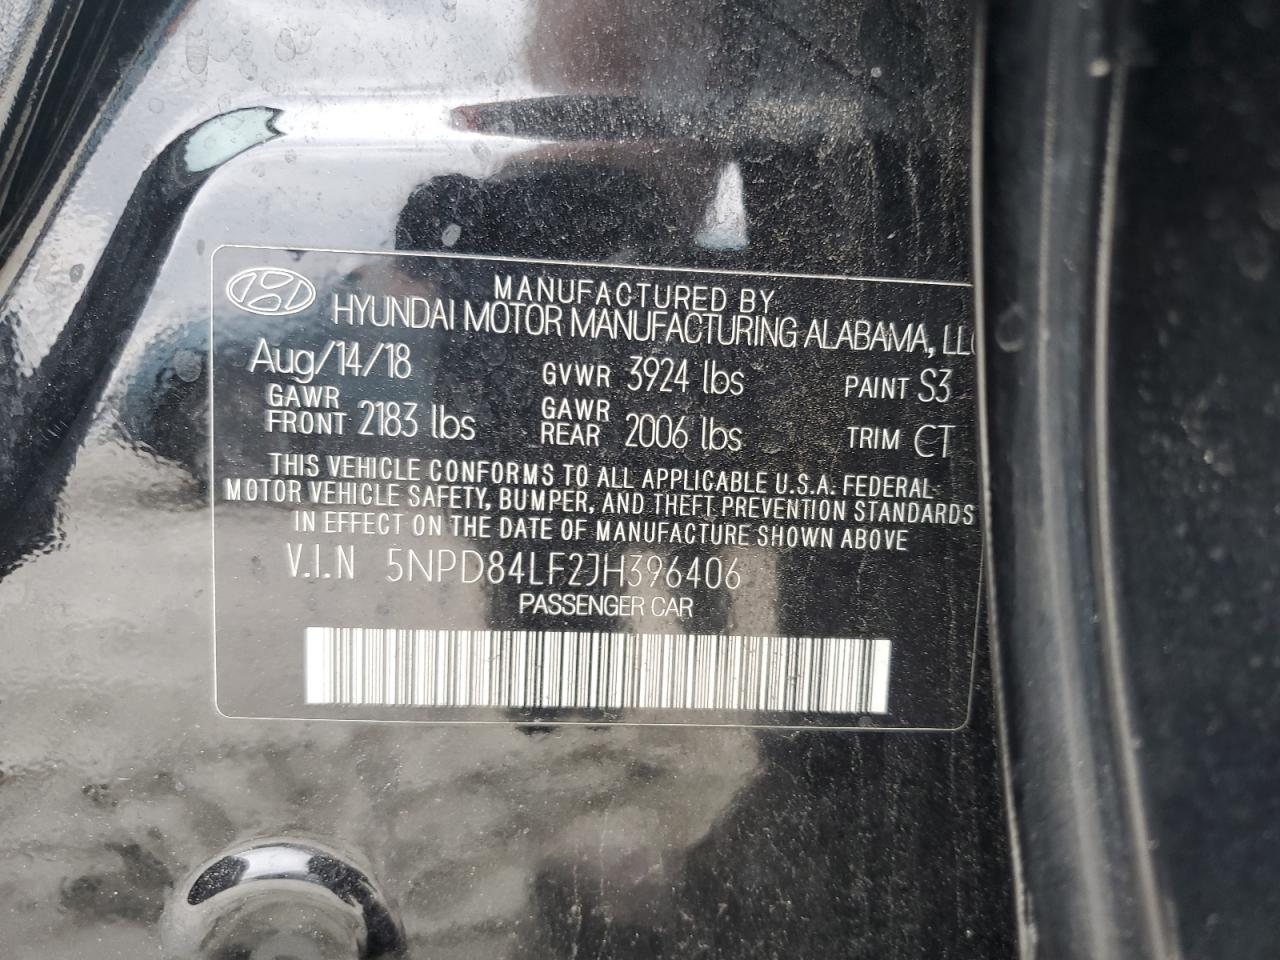 MANUFACTURED BY
HYUNDAI MOTOR MANUFACTURING ALABAMA, LLC
Aug/14/18 GVWR 3924 lbs PAINT S3
GAWR FRONT 2183 lbs GAWR REAR 2006 lbs TRIM CT
THIS VEHICLE CONFORMS TO ALL APPLICABLE U.S.A. FEDERAL
MOTOR VEHICLE SAFETY, BUMPER, AND THEFT PREVENTION STANDARDS
IN EFFECT ON THE DATE OF MANUFACTURE SHOWN ABOVE
V.I.N 5NPD84LF2JH396406
PASSENGER CAR